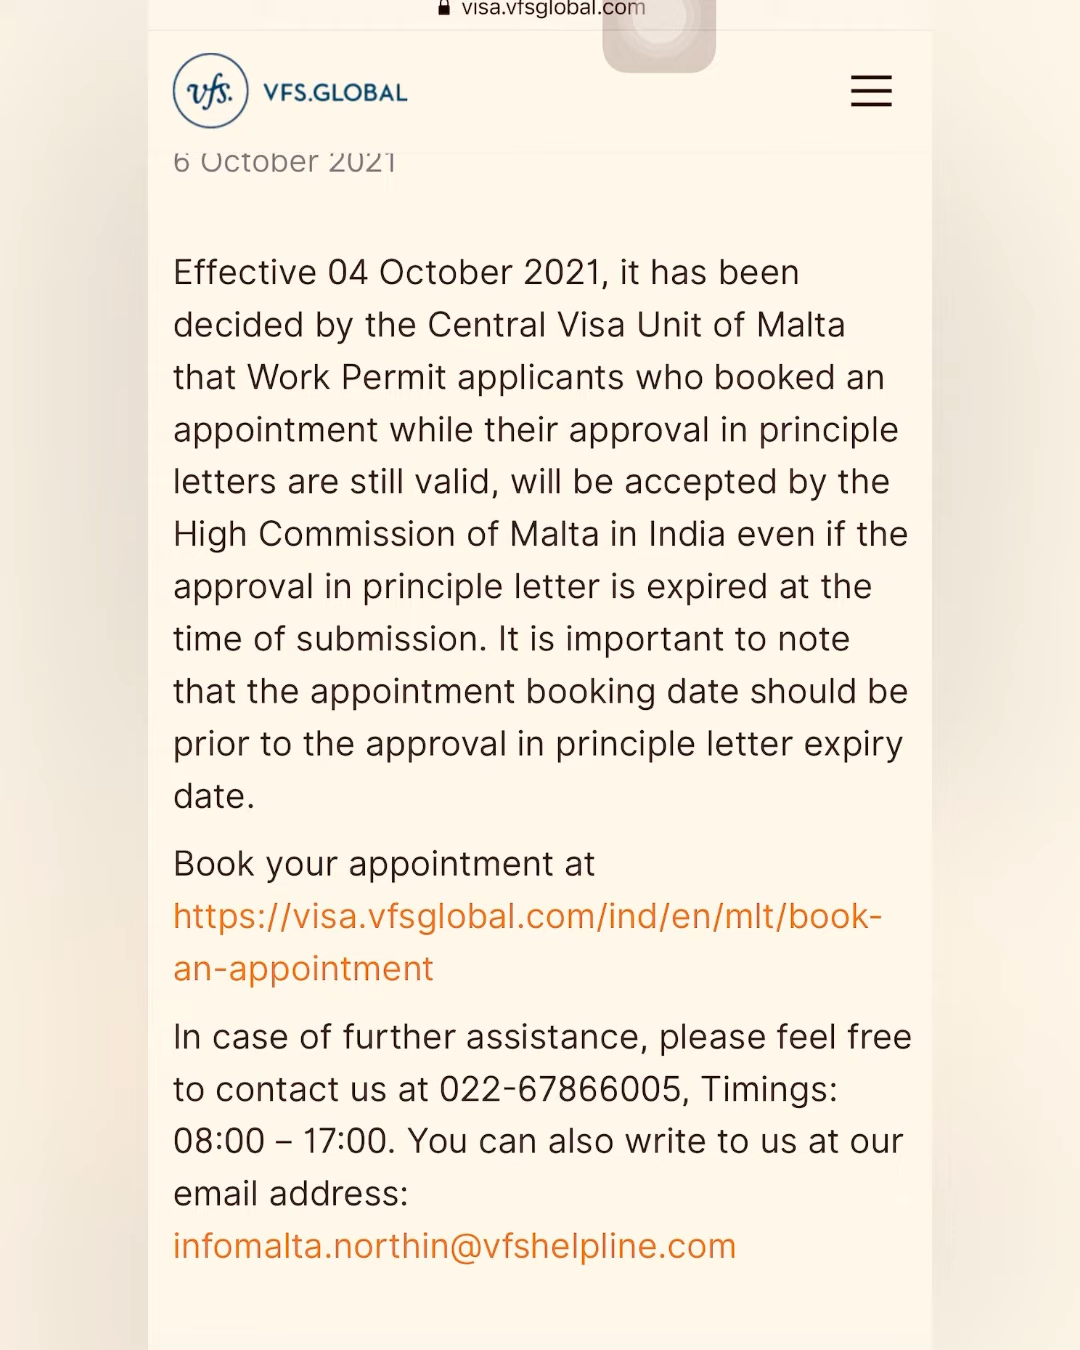 visa.vfsglobal.com
vfs.
VFS.GLOBAL
6 October 2021
Effective 04 October 2021, it has been
decided by the Central Visa Unit of Malta
that Work Permit applicants who booked an
appointment while their approval in principle
letters are still valid, will be accepted by the
High Commission of Malta in India even if the
approval in principle letter is expired at the
time of submission. It is important to note
that the appointment booking date should be
prior to the approval in principle letter expiry
date.
Book your appointment at
https://visa.vfsglobal.com/ind/en/mlt/book-
an-appointment
In case of further assistance, please feel free
to contact us at 022-67866005, Timings:
08:00 – 17:00. You can also write to us at our
email address:
infomalta.northin@vfshelpline.com